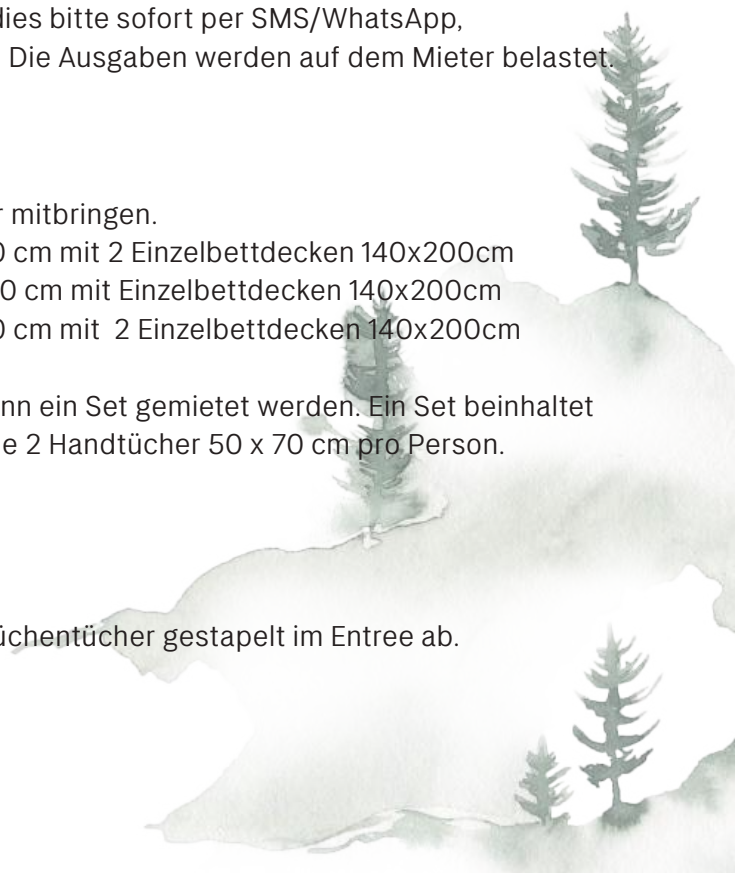 dies bitte sofort per SMS/WhatsApp,
Die Ausgaben werden auf dem Mieter belastet.
mitbringen.
0 cm mit 2 Einzelbettdecken 140x200cm
0 cm mit Einzelbettdecken 140x200cm
0 cm mit 2 Einzelbettdecken 140x200cm
nn ein Set gemietet werden. Ein Set beinhaltet
e 2 Handtücher 50 x 70 cm pro Person.
üchentücher gestapelt im Entree ab.